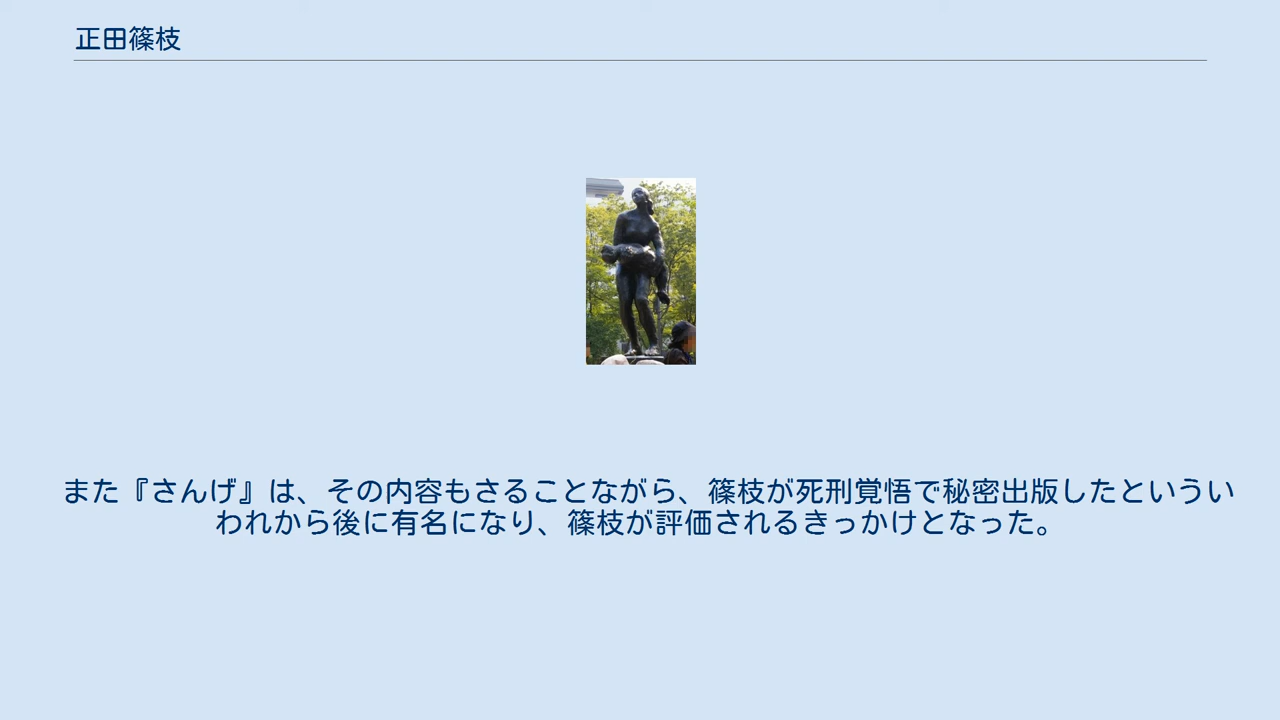 正田篠枝
また『さんげ』は、その内容もさることながら、篠枝が死刑覚悟で秘密出版したというい
われから後に有名になり、篠枝が評価されるきっかけとなった。